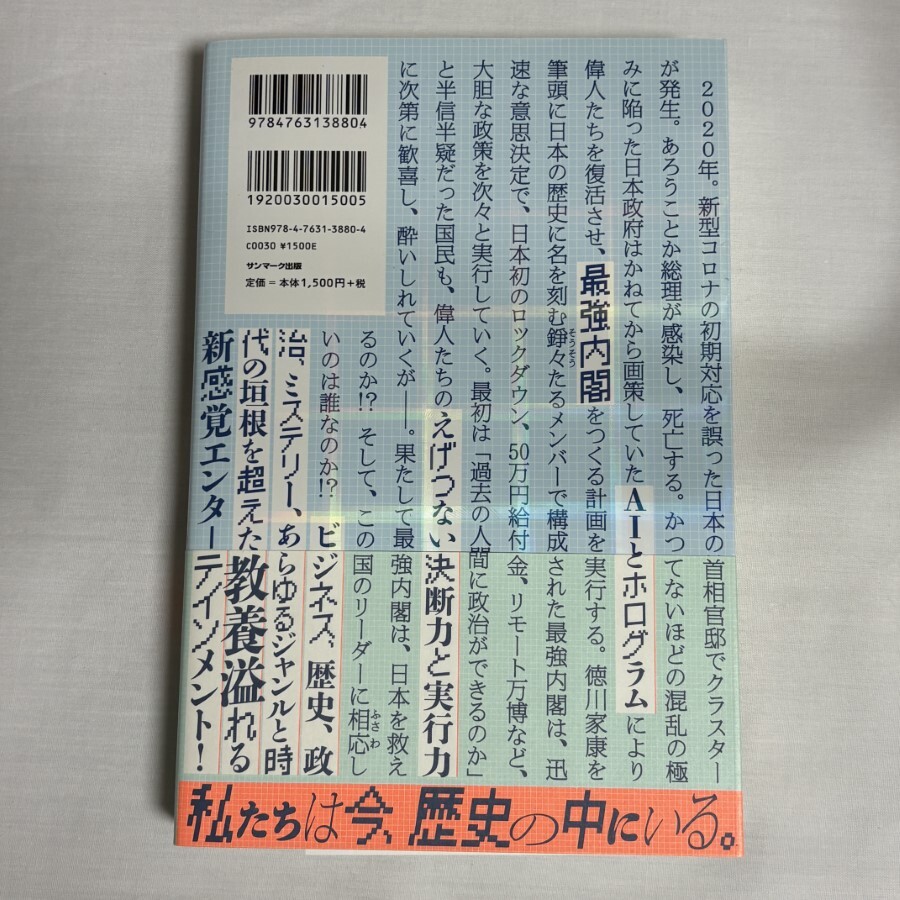 2020年。新型コロナの初期対応を誤った日本の首相官邸でクラスター
が発生。あろうことか総理が感染し、死亡する。かつてないほどの混乱の極
みに陥った日本政府はかねてから画策していたAIとホログラムにより
偉人たちを復活させ、最強内閣をつくる計画を実行する。徳川家康を
筆頭に日本の歴史に名を刻む錚々たるメンバーで構成された最強内閣は、迅
そうそう
速な意思決定で、日本初のロックダウン、50万円給付金、リモート万博など、
大胆な政策を次々と実行していく。最初は「過去の人間に政治ができるのか」
と半信半疑だった国民も、偉人たちのえげつない決断力と実行力
に次第に歓喜し、酔いしれていくが――。果たして最強内閣は、日本を救え
るのか!? そして、この国のリーダーに相応し
ふさわ
いのは誰なのか!? ビジネス、歴史、政
治、ミステリー、あらゆるジャンルと時
代の垣根を超えた教養溢れる
新感覚エンターテインメント!
9784763138804
1920030015005
ISBN978-4-7631-3880-4
C0030 ¥1500E
サンマーク出版
定価=本体1,500円+税
私たちは今、歴史の中にいる。